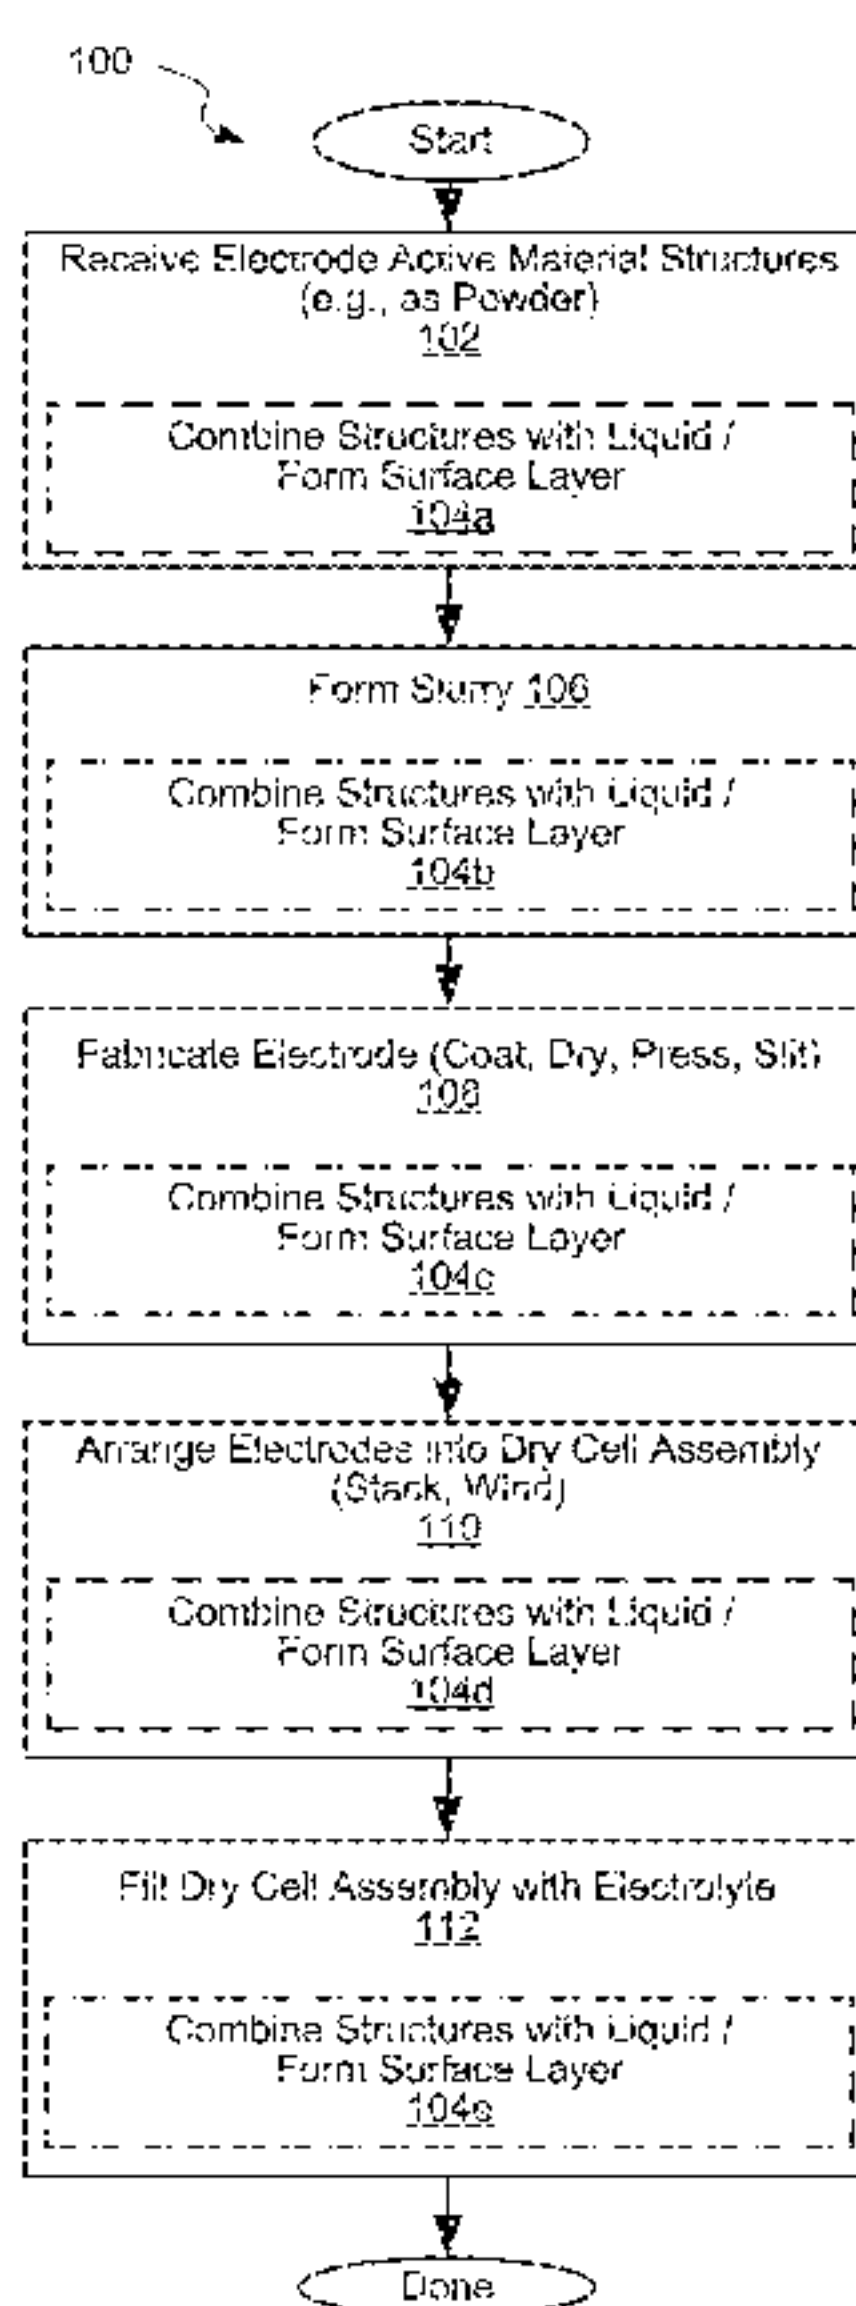 100
Start
Receive Electrode Active Material Structures
(e.g., as Powder)
102
Combine Structures with Liquid /
Form Surface Layer
104a
Form Slurry 106
Combine Structures with Liquid /
Form Surface Layer
104b
Fabricate Electrode (Coat, Dry, Press, Slit)
108
Combine Structures with Liquid /
Form Surface Layer
104c
Arrange Electrodes into Dry Cell Assembly
(Stack, Wind)
110
Combine Structures with Liquid /
Form Surface Layer
104d
Fill Dry Cell Assembly with Electrolyte
112
Combine Structures with Liquid /
Form Surface Layer
104e
Done